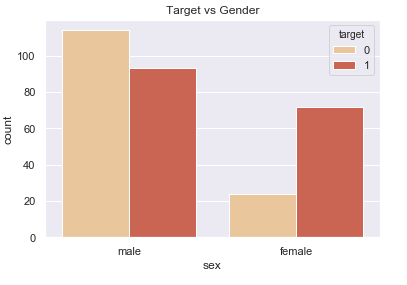 Target vs Gender
target
0
1
100
80
60
40
20
0
count
male
female
sex